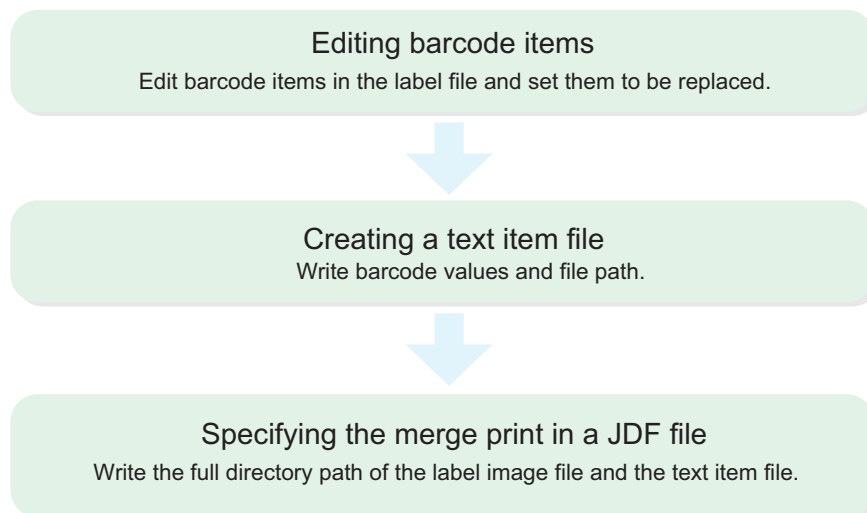 Editing barcode items
Edit barcode items in the label file and set them to be replaced.
Creating a text item file
Write barcode values and file path.
Specifying the merge print in a JDF file
Write the full directory path of the label image file and the text item file.